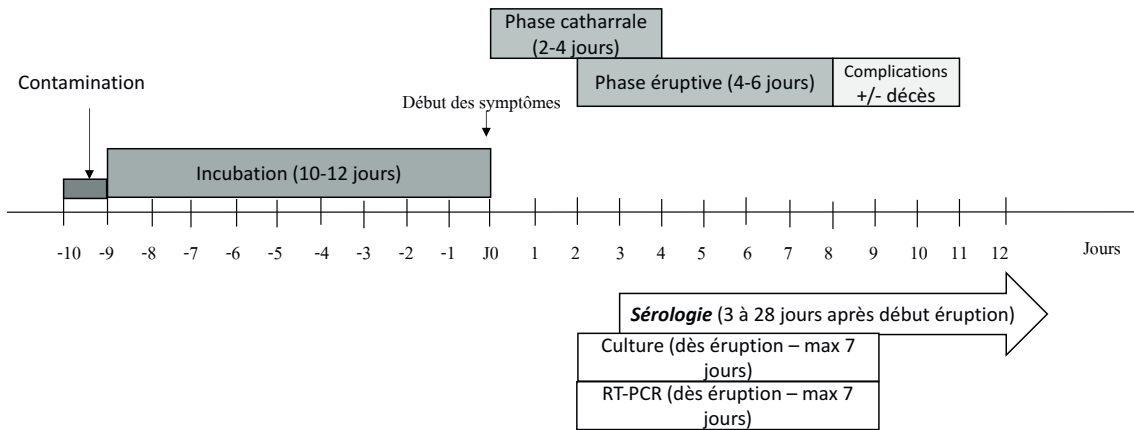 Phase catharrale
(2-4 jours)
Contamination
Phase éruptive (4-6 jours)
Complications
+/- décès
Début des symptômes
Incubation (10-12 jours)
-10 -9 -8 -7 -6 -5 -4 -3 -2 -1 J0 1 2 3 4 5 6 7 8 9 10 11 12 Jours
Sérologie (3 à 28 jours après début éruption)
Culture (dès éruption – max 7
jours)
RT-PCR (dès éruption – max 7
jours)